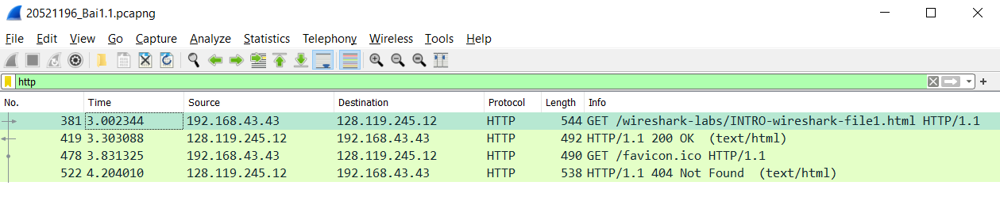 20521196_Bai1.1.pcapng
File Edit View Go Capture Analyze Statistics Telephony Wireless Tools Help
http
No. Time Source Destination Protocol Length Info
381 3.002344 192.168.43.43 128.119.245.12 HTTP 544 GET /wireshark-labs/INTRO-wireshark-file1.html HTTP/1.1
419 3.303088 128.119.245.12 192.168.43.43 HTTP 492 HTTP/1.1 200 OK (text/html)
478 3.831325 192.168.43.43 128.119.245.12 HTTP 490 GET /favicon.ico HTTP/1.1
522 4.204010 128.119.245.12 192.168.43.43 HTTP 538 HTTP/1.1 404 Not Found (text/html)